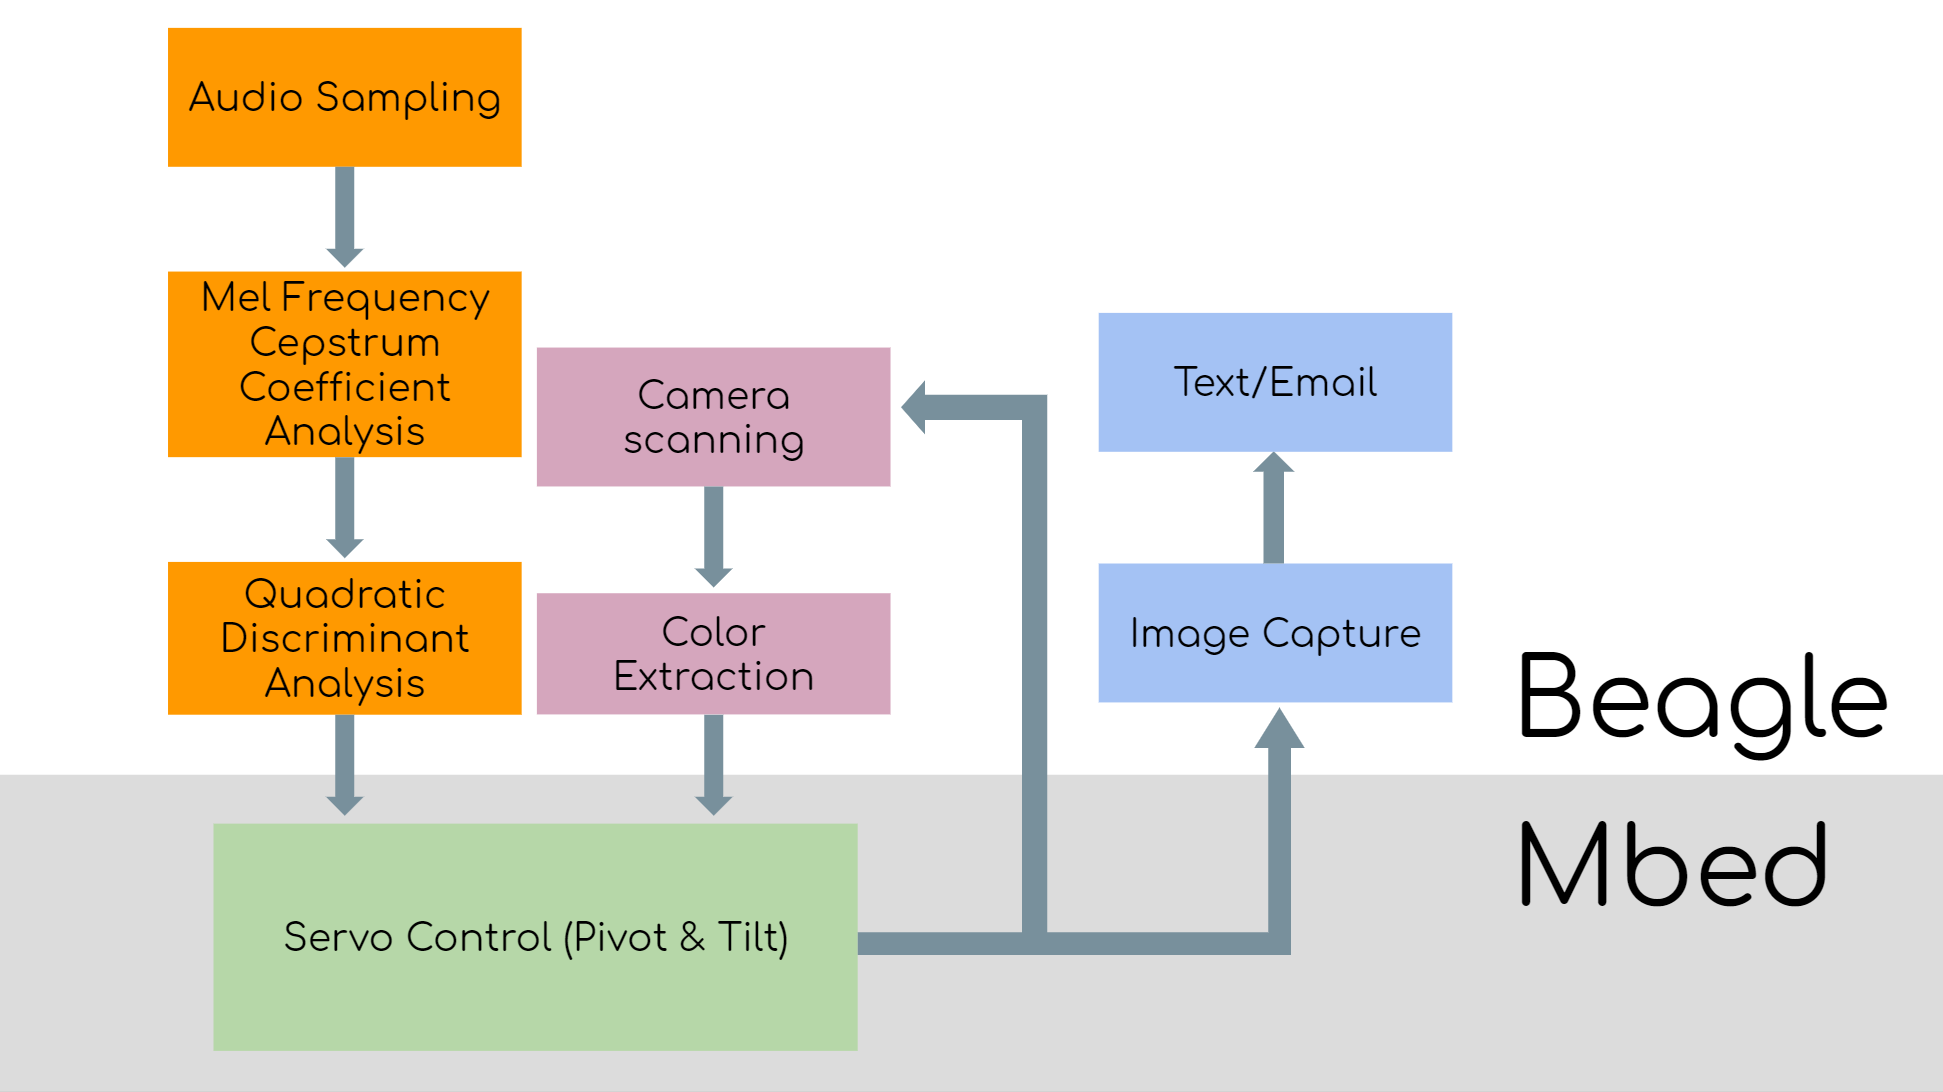 Audio Sampling
Mel Frequency
Cepstrum
Coefficient
Analysis
Quadratic
Discriminant
Analysis
Camera
scanning
Color
Extraction
Servo Control (Pivot & Tilt)
Text/Email
Image Capture
Beagle
Mbed